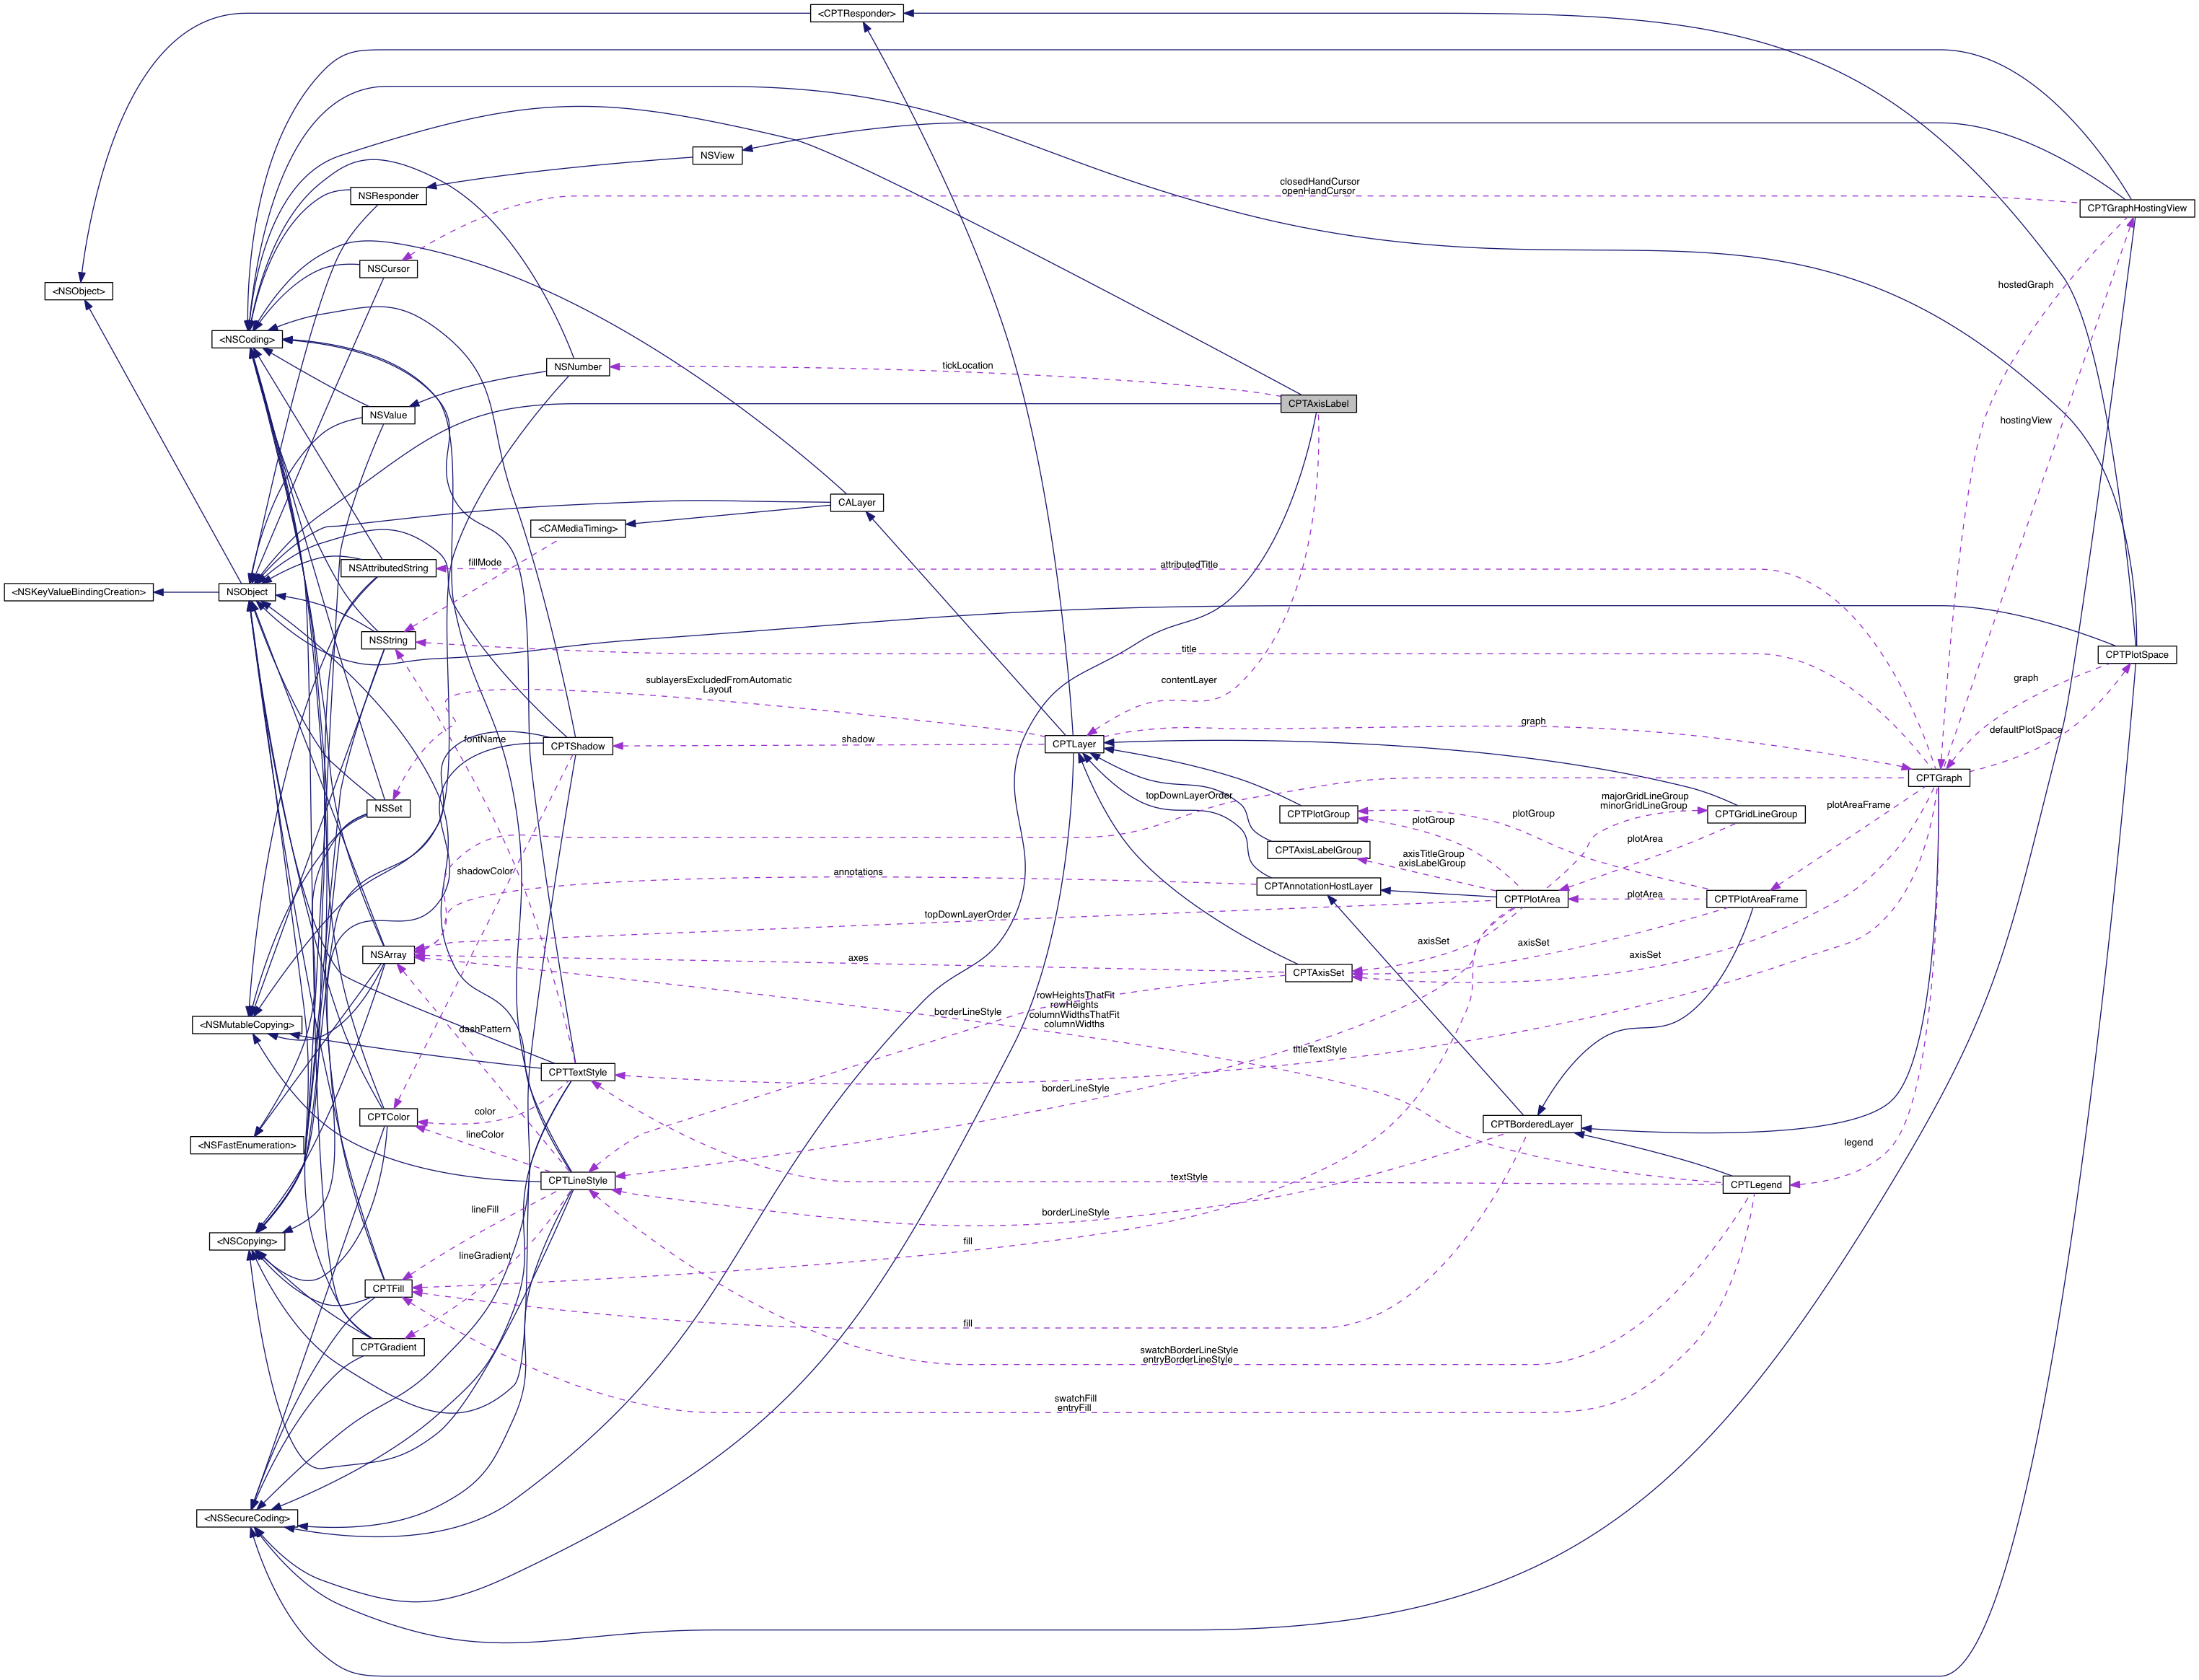 <CPTResponder>
NSView
NSResponder
closedHandCursor
openHandCursor
CPTGraphHostingView
NSCursor
<NSObject>
hostedGraph
<NSCoding>
NSNumber
tickLocation
CPTAxisLabel
NSValue
hostingView
CALayer
<CAMediaTiming>
fillMode
NSAttributedString
attributedTitle
<NSKeyValueBindingCreation>
NSObject
NSString
title
CPTPlotSpace
sublayersExcludedFromAutomatic
Layout
contentLayer
graph
fontName
CPTShadow
shadow
CPTLayer
graph
defaultPlotSpace
CPTGraph
topDownLayerOrder
majorGridLineGroup
minorGridLineGroup
plotAreaFrame
NSSet
CPTPlotGroup
plotGroup
plotGroup
CPTGridLineGroup
plotArea
CPTAxisLabelGroup
axisTitleGroup
axisLabelGroup
shadowColor
annotations
CPTAnnotationHostLayer
CPTPlotArea
plotArea
CPTPlotAreaFrame
topDownLayerOrder
axisSet
axisSet
axisSet
NSArray
axes
CPTAxisSet
rowHeightsThatFit
rowHeights
columnWidthsThatFit
columnWidths
borderLineStyle
<NSMutableCopying>
dashPattern
titleTextStyle
CPTTextStyle
borderLineStyle
CPTColor
color
CPTBorderedLayer
lineColor
<NSFastEnumeration>
legend
CPTLineStyle
textStyle
CPTLegend
lineFill
borderLineStyle
<NSCopying>
fill
lineGradient
CPTFill
fill
CPTGradient
swatchBorderLineStyle
entryBorderLineStyle
swatchFill
entryFill
<NSSecureCoding>